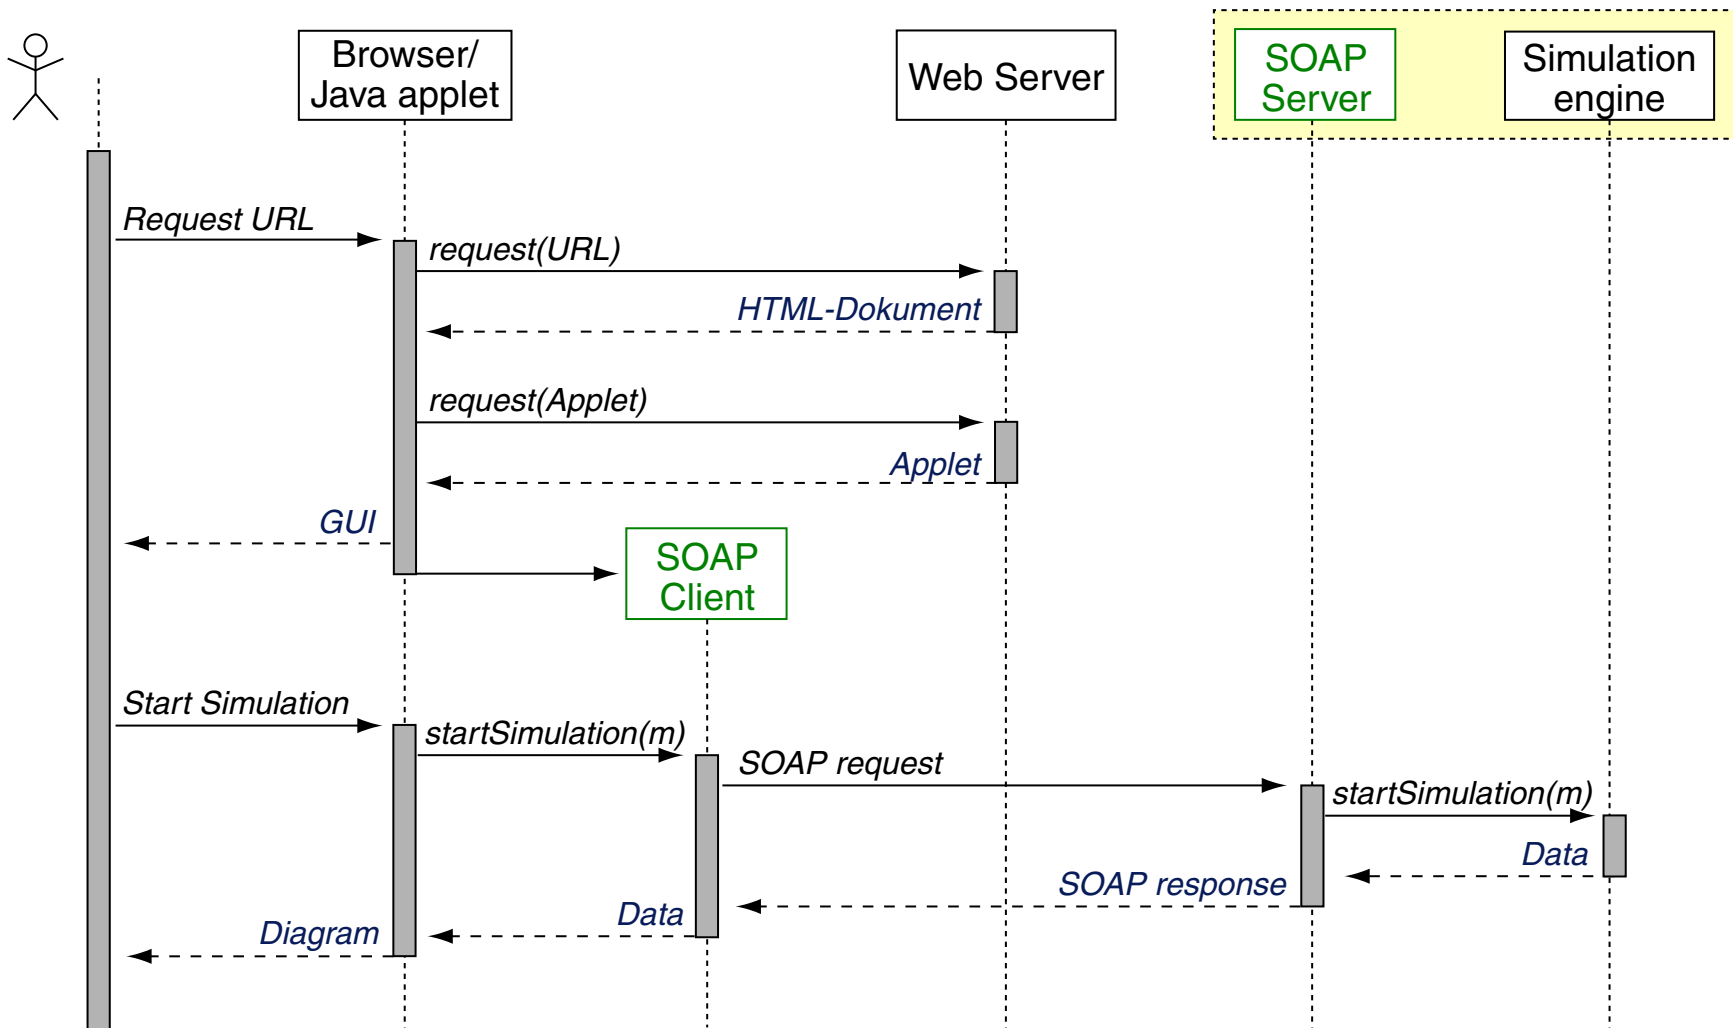 Browser/
Java applet
Web Server
SOAP
Server
Simulation
engine
Request URL
request(URL)
HTML-Dokument
request(Applet)
Applet
GUI
SOAP
Client
Start Simulation
startSimulation(m)
SOAP request
startSimulation(m)
Data
SOAP response
Data
Diagram